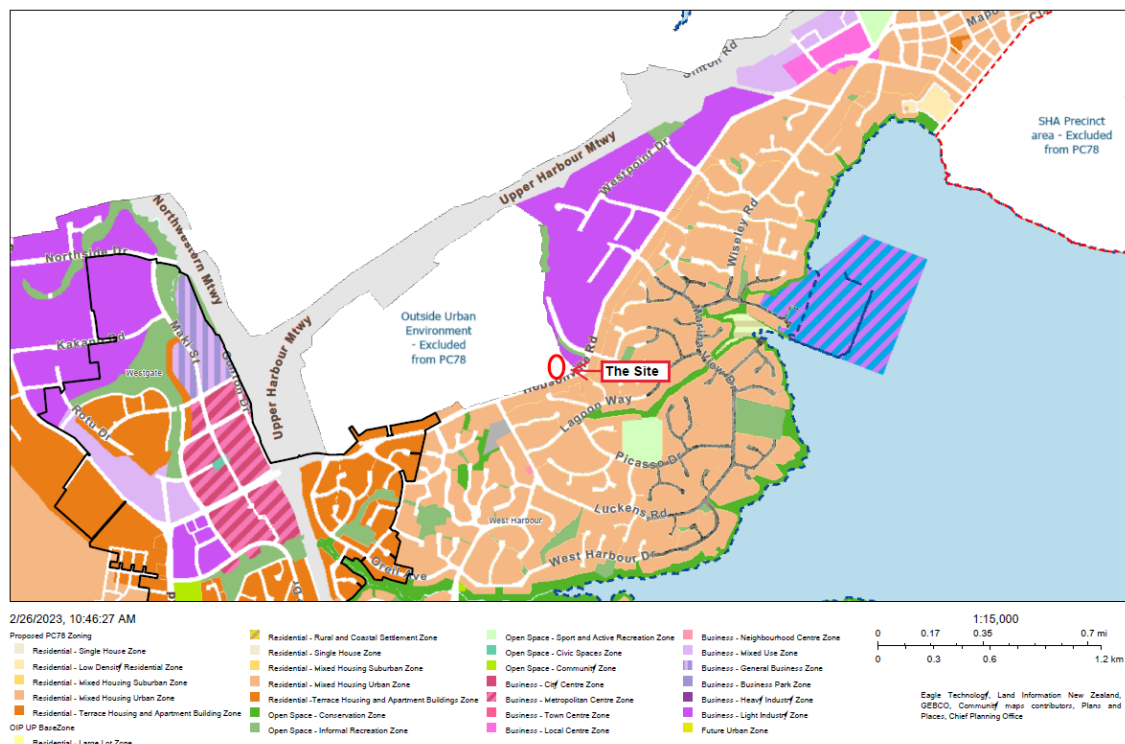 Sinton Rd
Upper Harbour Mtwy
Westpoint Dr
SHA Precinct
area - Excluded
from PC78
Wiseley Rd
Northwesern Mtwy
Northside Dr
Outside Urban
Environment
- Excluded
from PC78
Marina View Dr
Kakano Rd
Maki St
Gunton Dr
Upper Harbour Mtwy
Westgate
The Site
Lagoon Way
Rotu Dr
Picasso Dr
Luckens Rd
West Harbour
West Harbour Dr
Oreil Ave
2/26/2023, 10:46:27 AM
Proposed PC78 Zoning
Residential - Single House Zone
Residential - Low Density Residential Zone
Residential - Mixed Housing Suburban Zone
Residential - Mixed Housing Urban Zone
Residential - Terrace Housing and Apartment Building Zone
OIP UP BaseZone
Residential - Large Lot Zone
Residential - Rural and Coastal Settlement Zone
Residential - Single House Zone
Residential - Mixed Housing Suburban Zone
Residential - Mixed Housing Urban Zone
Residential -Terrace Housing and Apartment Buildings Zone
Open Space - Conservation Zone
Open Space - Informal Recreation Zone
Open Space - Sport and Active Recreation Zone
Open Space - Civic Spaces Zone
Open Space - Community Zone
Business - City Centre Zone
Business - Metropolitan Centre Zone
Business - Town Centre Zone
Business - Local Centre Zone
Business - Neighbourhood Centre Zone
Business - Mixed Use Zone
Business - General Business Zone
Business - Business Park Zone
Business - Heavy Industry Zone
Business - Light Industry Zone
Future Urban Zone
1:15,000
0 0.17 0.35 0.7 mi
0 0.3 0.6 1.2 km
Eagle Technology, Land Information New Zealand,
GEBCO, Community maps contributors, Plans and
Places, Chief Planning Office